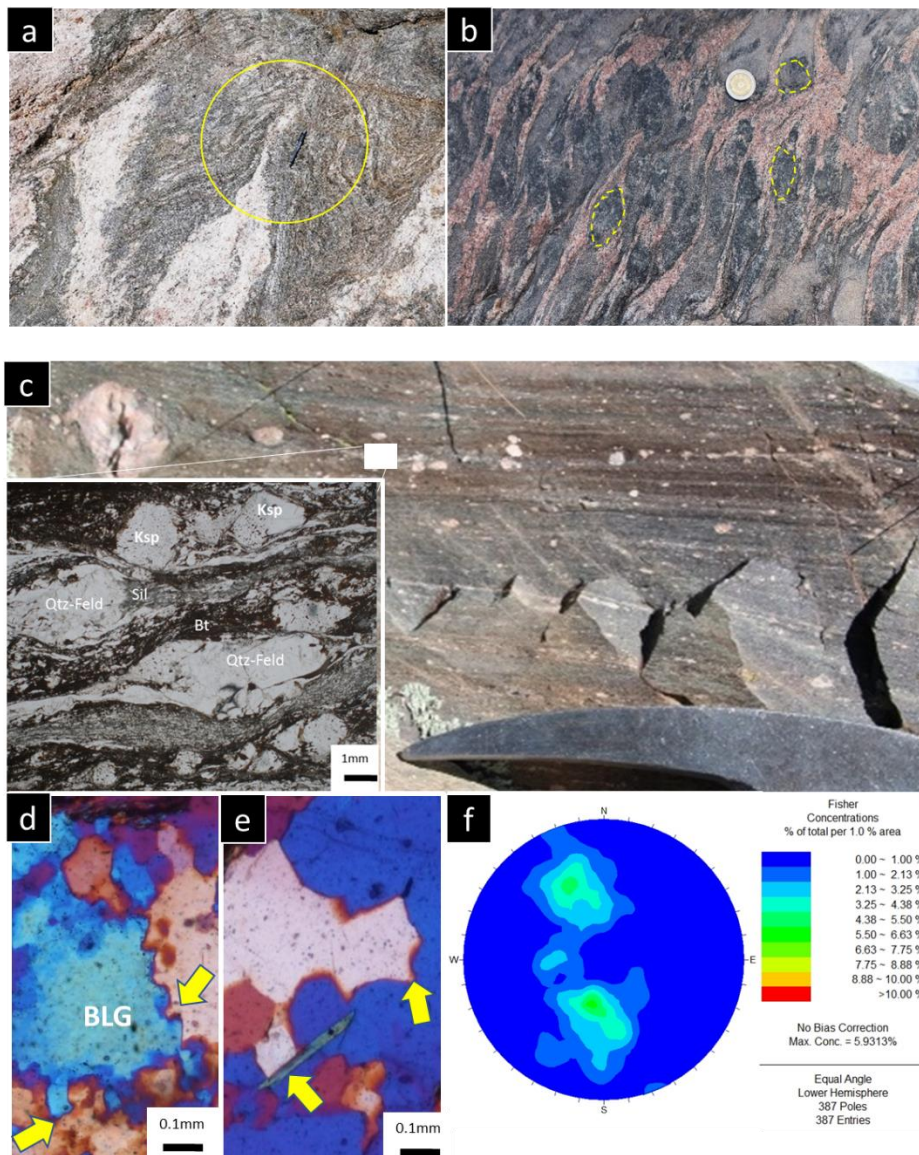 a
b
c
Ksp
Ksp
Qtz-Feld
Sil
Bt
Qtz-Feld
1mm
d
BLG
0.1mm
e
0.1mm
f
N
W
E
S
Fisher
Concentrations
% of total per 1.0 % area
0.00 ~ 1.00 %
1.00 ~ 2.13 %
2.13 ~ 3.25 %
3.25 ~ 4.38 %
4.38 ~ 5.50 %
5.50 ~ 6.63 %
6.63 ~ 7.75 %
7.75 ~ 8.88 %
8.88 ~ 10.00 %
>10.00 %
No Bias Correction
Max. Conc. = 5.9313%
Equal Angle
Lower Hemisphere
387 Poles
387 Entries